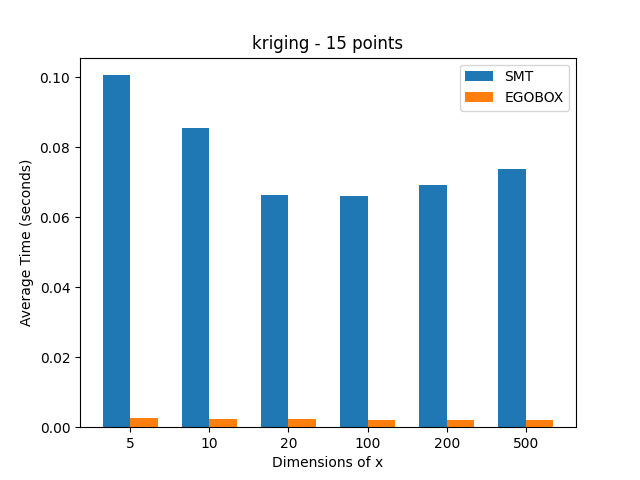 kriging - 15 points
SMT
EGOBOX
Average Time (seconds)
0.10
0.08
0.06
0.04
0.02
0.00
5 10 20 100 200 500
Dimensions of x